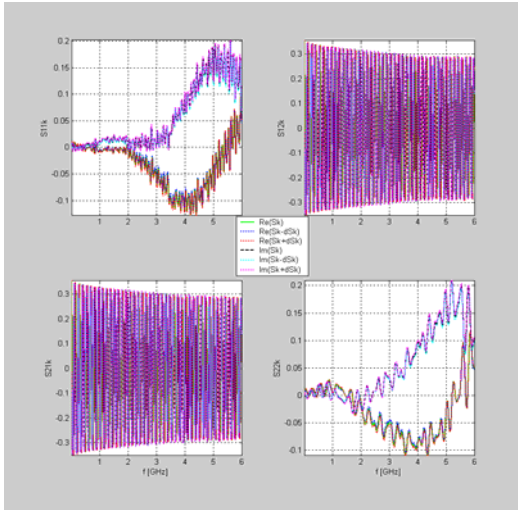 0.2
0.15
0.1
0.05
0
-0.05
-0.1
S11k
1 2 3 4 5 6
0.3
0.2
0.1
0
-0.1
-0.2
-0.3
S12k
1 2 3 4 5 6
Re(Sk)
Re(Sk-dSk)
Re(Sk+dSk)
Im(Sk)
Im(Sk-dSk)
Im(Sk+dSk)
0.3
0.2
0.1
0
-0.1
-0.2
-0.3
S21k
1 2 3 4 5 6
f [GHz]
0.2
0.15
0.1
0.05
0
-0.05
-0.1
S22k
1 2 3 4 5 6
f [GHz]